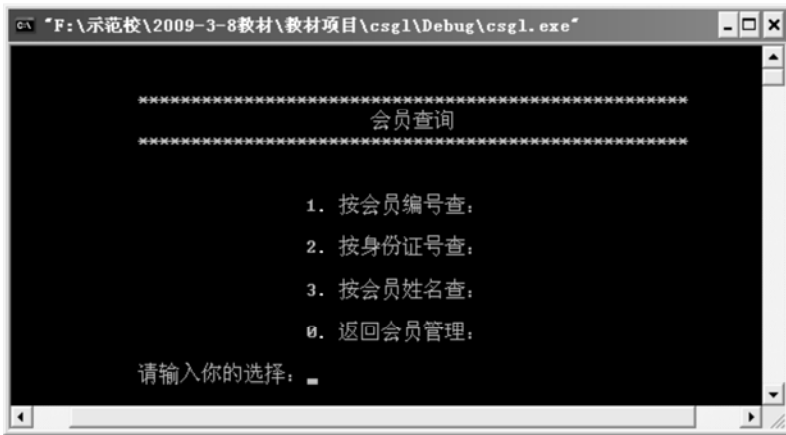 "F:\示范校\2009-3-8教材\教材项目\csgl\Debug\csgl.exe"
***************************************************
会员查询
***************************************************
1. 按会员编号查:
2. 按身份证号查:
3. 按会员姓名查:
0. 返回会员管理:
请输入你的选择: